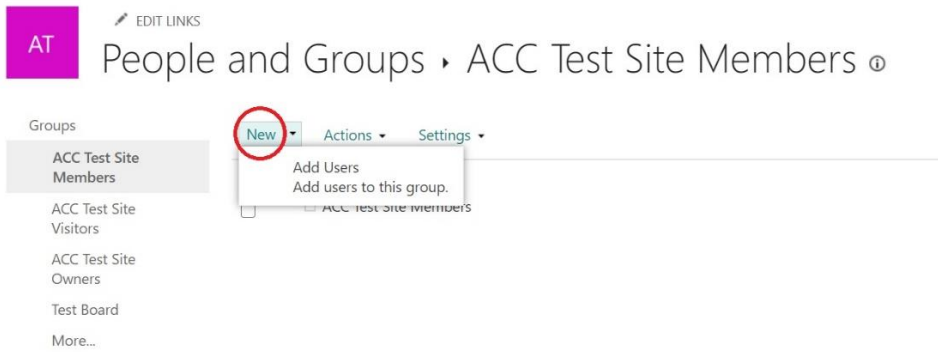 EDIT LINKS
AT
People and Groups ▸ ACC Test Site Members
Groups
New Actions Settings
ACC Test Site
Members
Add Users
Add users to this group.
ACC Test Site Members
ACC Test Site
Visitors
ACC Test Site
Owners
Test Board
More...